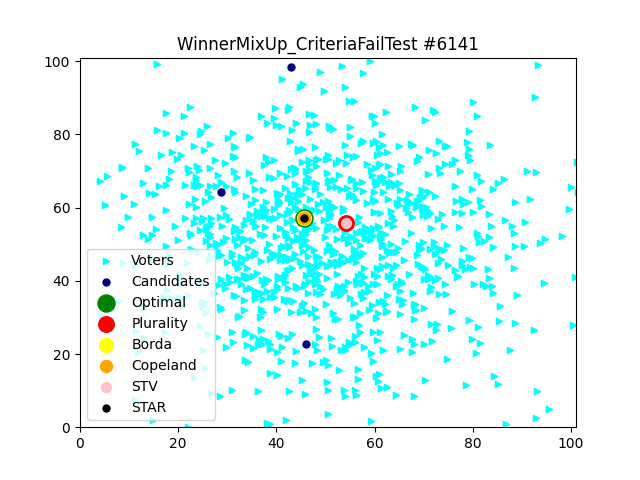 WinnerMixUp_CriteriaFailTest #6141
100
80
60
40
20
0
Voters
Candidates
Optimal
Plurality
Borda
Copeland
STV
STAR
0 20 40 60 80 100